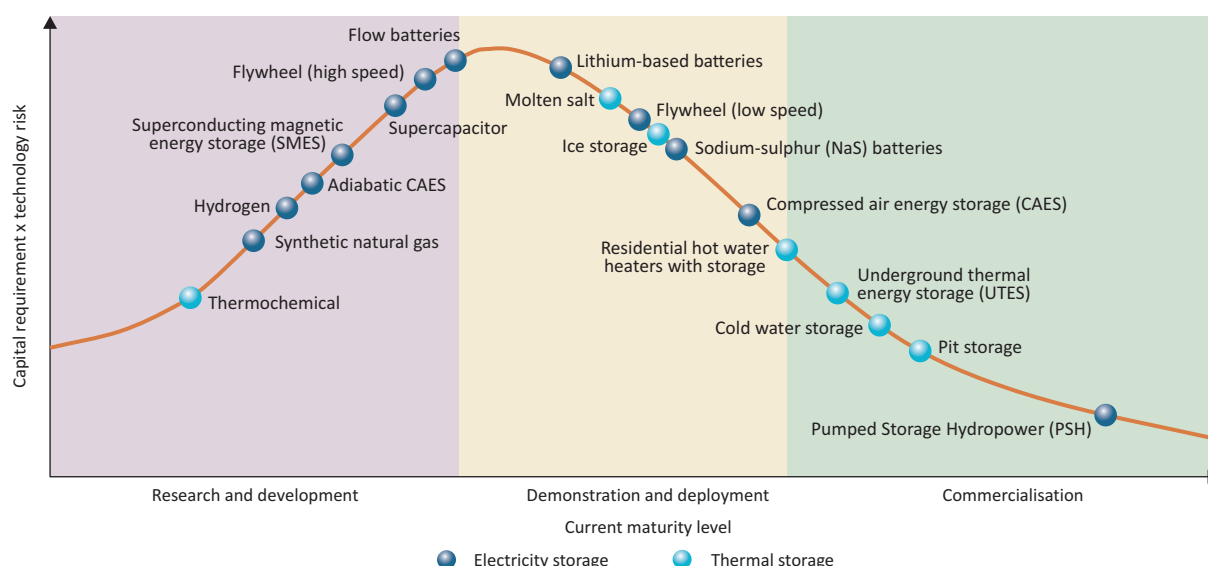 Capital requirement x technology risk
Flow batteries
Flywheel (high speed)
Supercapacitor
Superconducting magnetic
energy storage (SMES)
Adiabatic CAES
Hydrogen
Synthetic natural gas
Thermochemical
Lithium-based batteries
Molten salt
Flywheel (low speed)
Ice storage
Sodium-sulphur (NaS) batteries
Compressed air energy storage (CAES)
Residential hot water
heaters with storage
Underground thermal
energy storage (UTES)
Cold water storage
Pit storage
Pumped Storage Hydropower (PSH)
Research and development
Demonstration and deployment
Commercialisation
Current maturity level
Electricity storage
Thermal storage